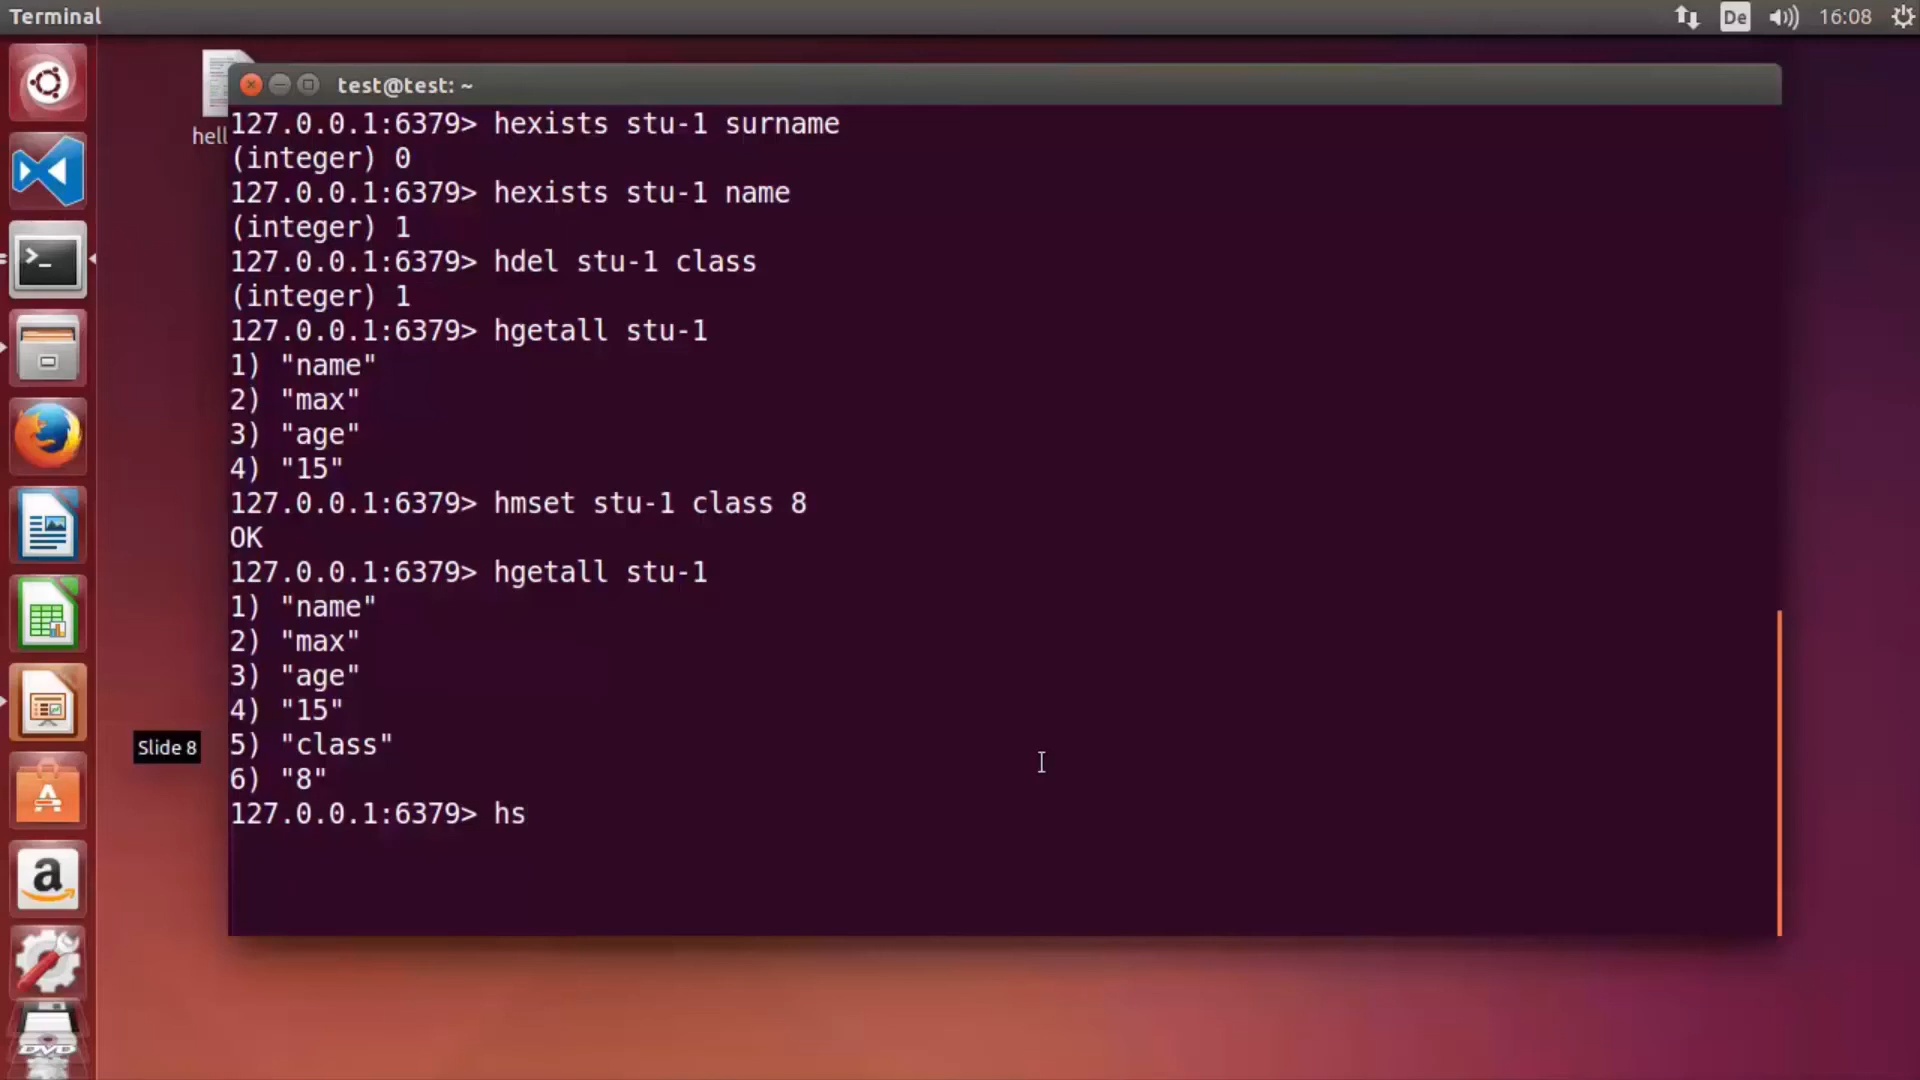 Terminal
De
16:08
test@test: ~
hell
127.0.0.1:6379> hexists stu-1 surname
(integer) 0
127.0.0.1:6379> hexists stu-1 name
(integer) 1
127.0.0.1:6379> hdel stu-1 class
(integer) 1
127.0.0.1:6379> hgetall stu-1
1) "name"
2) "max"
3) "age"
4) "15"
127.0.0.1:6379> hmset stu-1 class 8
OK
127.0.0.1:6379> hgetall stu-1
1) "name"
2) "max"
3) "age"
4) "15"
5) "class"
6) "8"
127.0.0.1:6379> hs
Slide 8
DVD